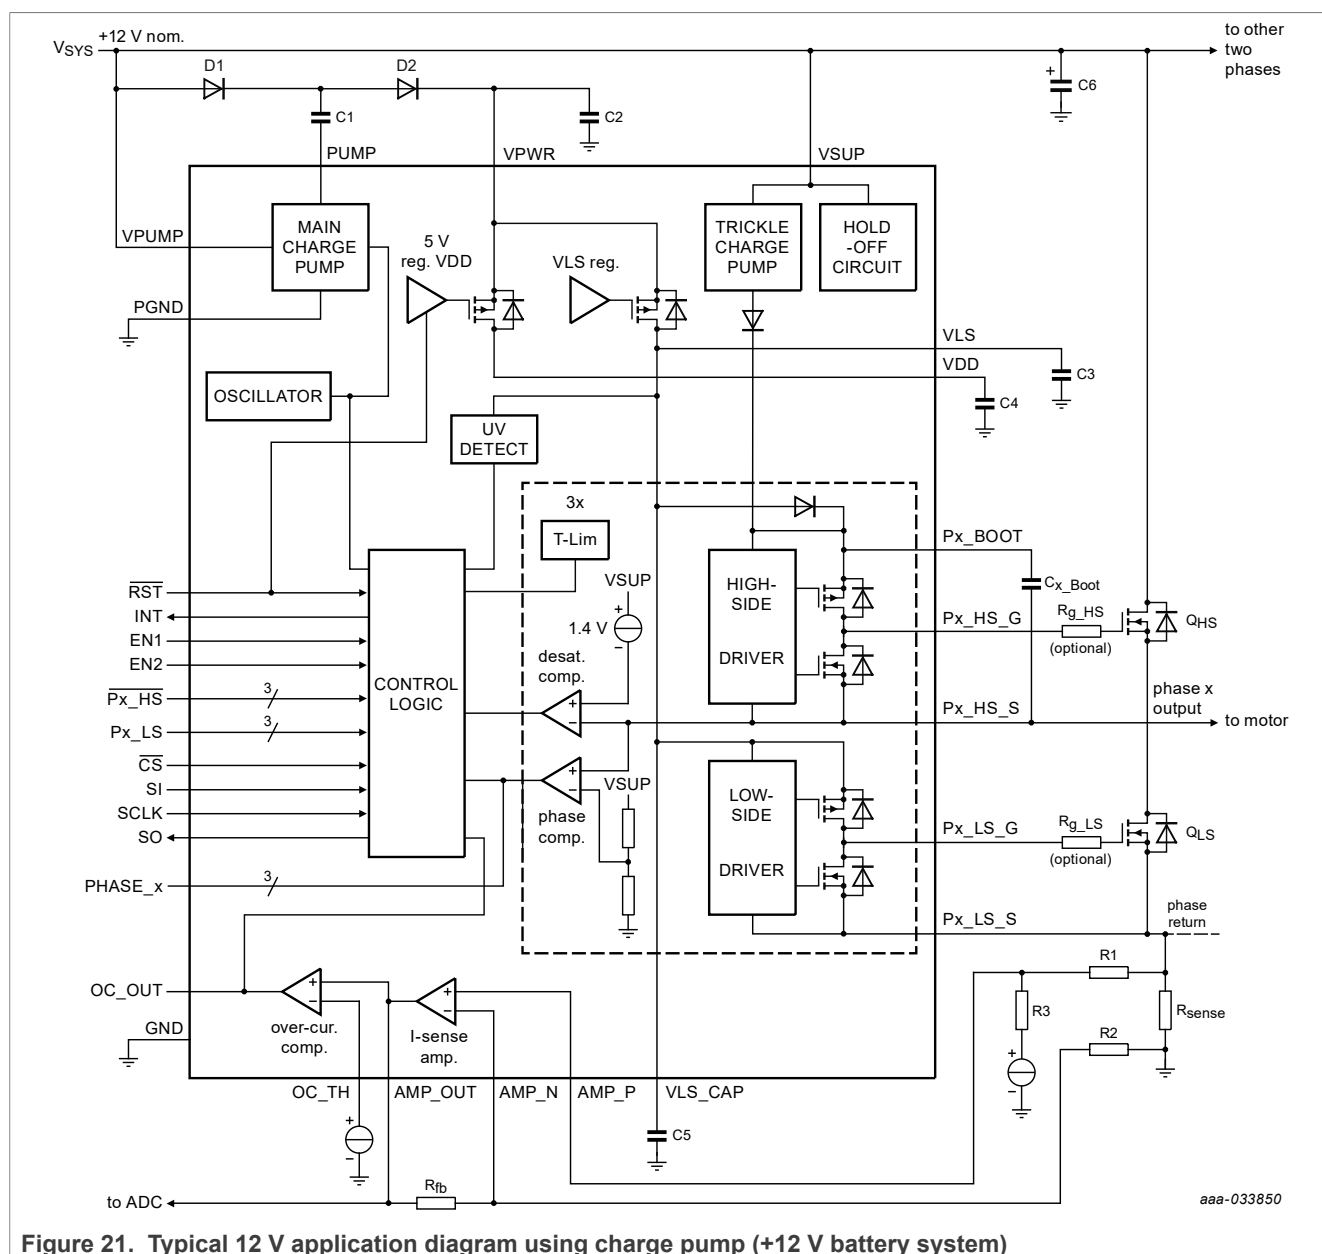 +12 V nom.
VSYS
to other
two
phases
D1
D2
C1
C2
C6
PUMP
VPWR
VSUP
MAIN
CHARGE
PUMP
VPUMP
PGND
5 V
reg. VDD
VLS reg.
TRICKLE
CHARGE
PUMP
HOLD
-OFF
CIRCUIT
VLS
VDD
C3
C4
OSCILLATOR
UV
DETECT
3x
T-Lim
VSUP
+
1.4 V
−
desat.
comp.
+
−
HIGH-
SIDE
DRIVER
Px_BOOT
Cx_Boot
Px_HS_G
Rg_HS
(optional)
QHS
Px_HS_S
phase x
output
to motor
RST
INT
EN1
EN2
Px_HS
3
Px_LS
3
CS
SI
SCLK
SO
PHASE_x
3
CONTROL
LOGIC
+
−
phase
comp.
VSUP
LOW-
SIDE
DRIVER
Px_LS_G
Rg_LS
(optional)
QLS
Px_LS_S
phase
return
OC_OUT
GND
+
−
over-cur.
comp.
+
−
I-sense
amp.
R1
R3
Rsense
R2
+
−
OC_TH
AMP_OUT
AMP_N
AMP_P
VLS_CAP
+
−
C5
to ADC
Rfb
aaa-033850
Figure 21. Typical 12 V application diagram using charge pump (+12 V battery system)